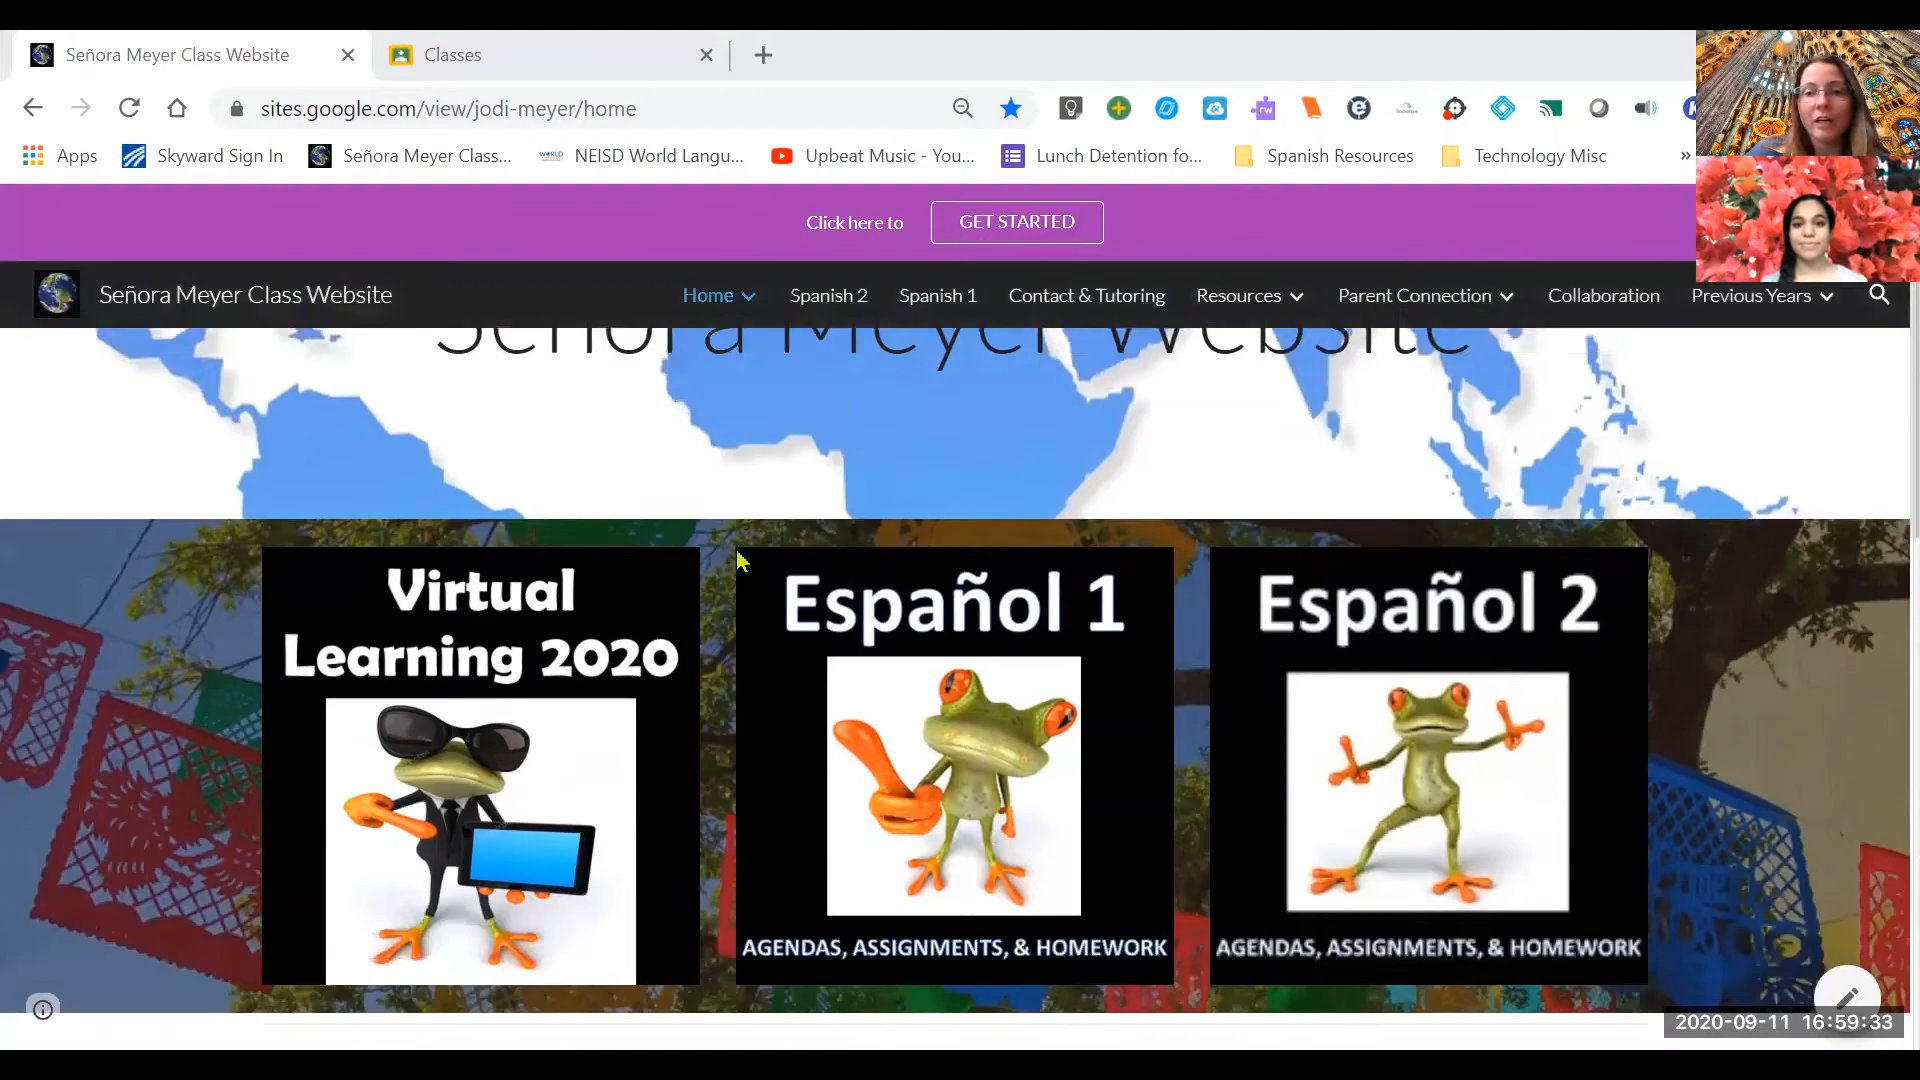 Señora Meyer Class Website
Classes
sites.google.com/view/jodi-meyer/home
Apps
Skyward Sign In
Señora Meyer Class...
NEISD World Langu...
Upbeat Music - You...
Lunch Detention fo...
Spanish Resources
Technology Misc
»
Click here to
GET STARTED
Señora Meyer Class Website
Home
Spanish 2
Spanish 1
Contact & Tutoring
Resources
Parent Connection
Collaboration
Previous Years
Señora Meyer Website
Virtual
Learning 2020
Español 1
AGENDAS, ASSIGNMENTS, & HOMEWORK
Español 2
AGENDAS, ASSIGNMENTS, & HOMEWORK
2020-09-11 16:59:33